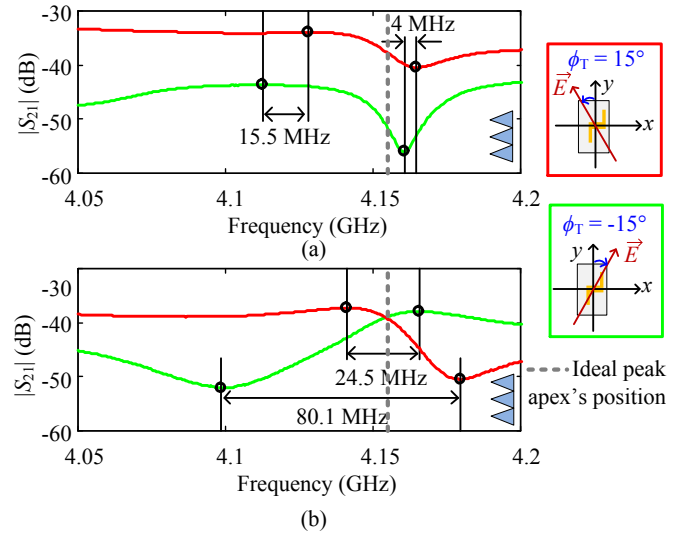 -30
-40
-50
-60
|S21| (dB)
4 MHz
15.5 MHz
4.05
4.1
4.15
4.2
Frequency (GHz)
(a)
ϕT = 15°
E
y
x
ϕT = -15°
y
E
x
-30
-40
-50
-60
|S21| (dB)
24.5 MHz
80.1 MHz
Ideal peak
apex's position
4.05
4.1
4.15
4.2
Frequency (GHz)
(b)